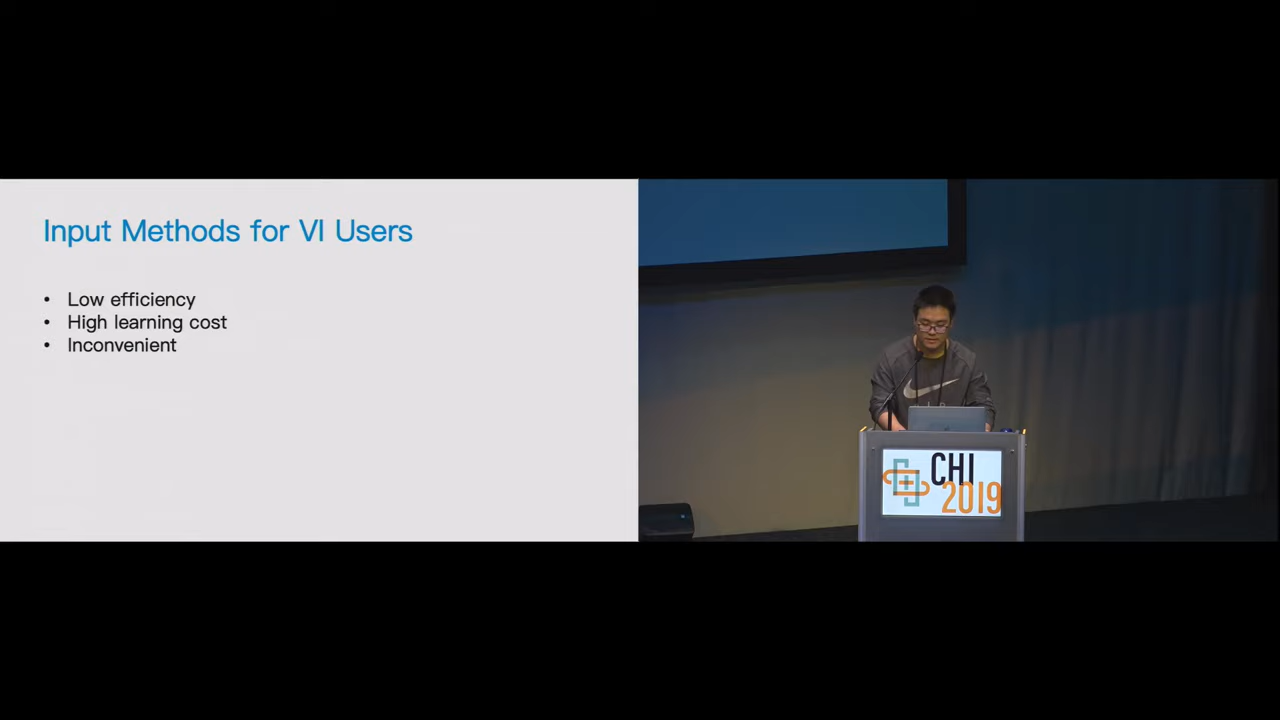 Input Methods for VI Users
• Low efficiency
• High learning cost
• Inconvenient
CHI
2019